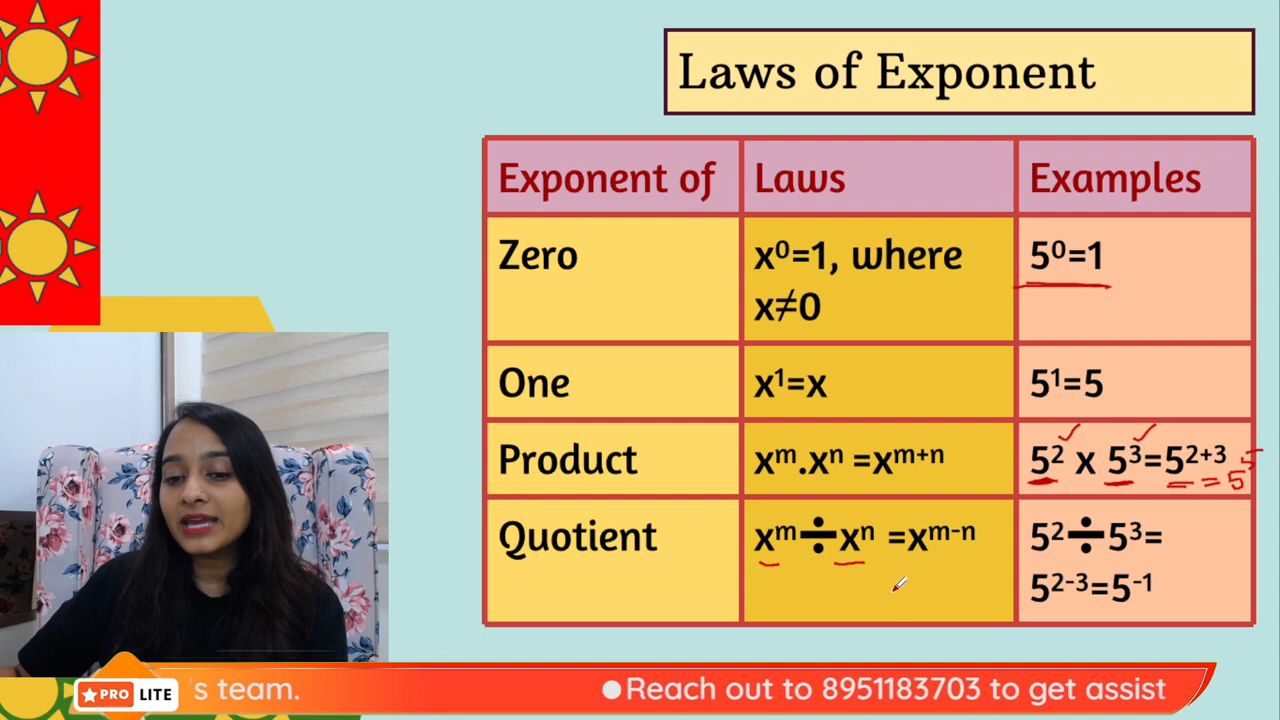 Laws of Exponent
Exponent of Laws Examples
Zero x⁰=1, where 5⁰=1
x≠0
One x¹=x 5¹=5
Product xᵐ.xⁿ =xᵐ⁺ⁿ 5² x 5³=5²⁺³ = 5⁵
Quotient xᵐ÷xⁿ =xᵐ⁻ⁿ 5²÷5³=
5²⁻³=5⁻¹
PRO LITE 's team. Reach out to 8951183703 to get assist